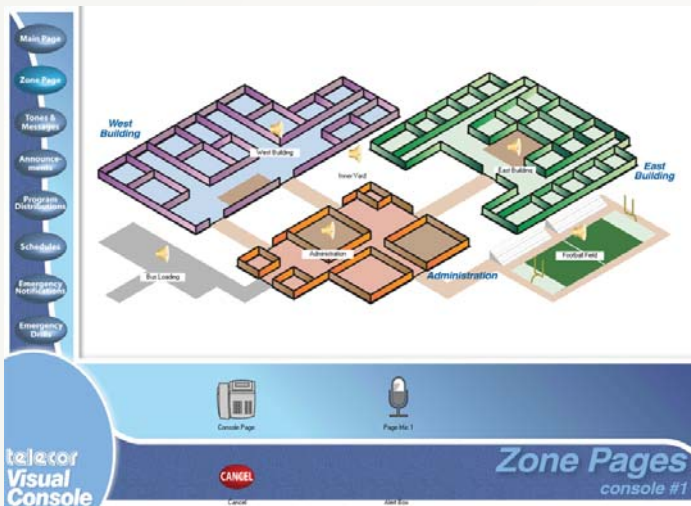 Main Page
Zone Page
Tones &
Messages
Announce-
ments
Program
Distributions
Schedules
Emergency
Notifications
Emergency
Drills
West
Building
West Building
Inner Yard
East Building
East
Building
Administration
Bus Loading
Administration
Football Field
Console Page
Page Mic 1
telecor
Visual
Console
CANCEL
Cancel
Alert Box
Zone Pages
console #1